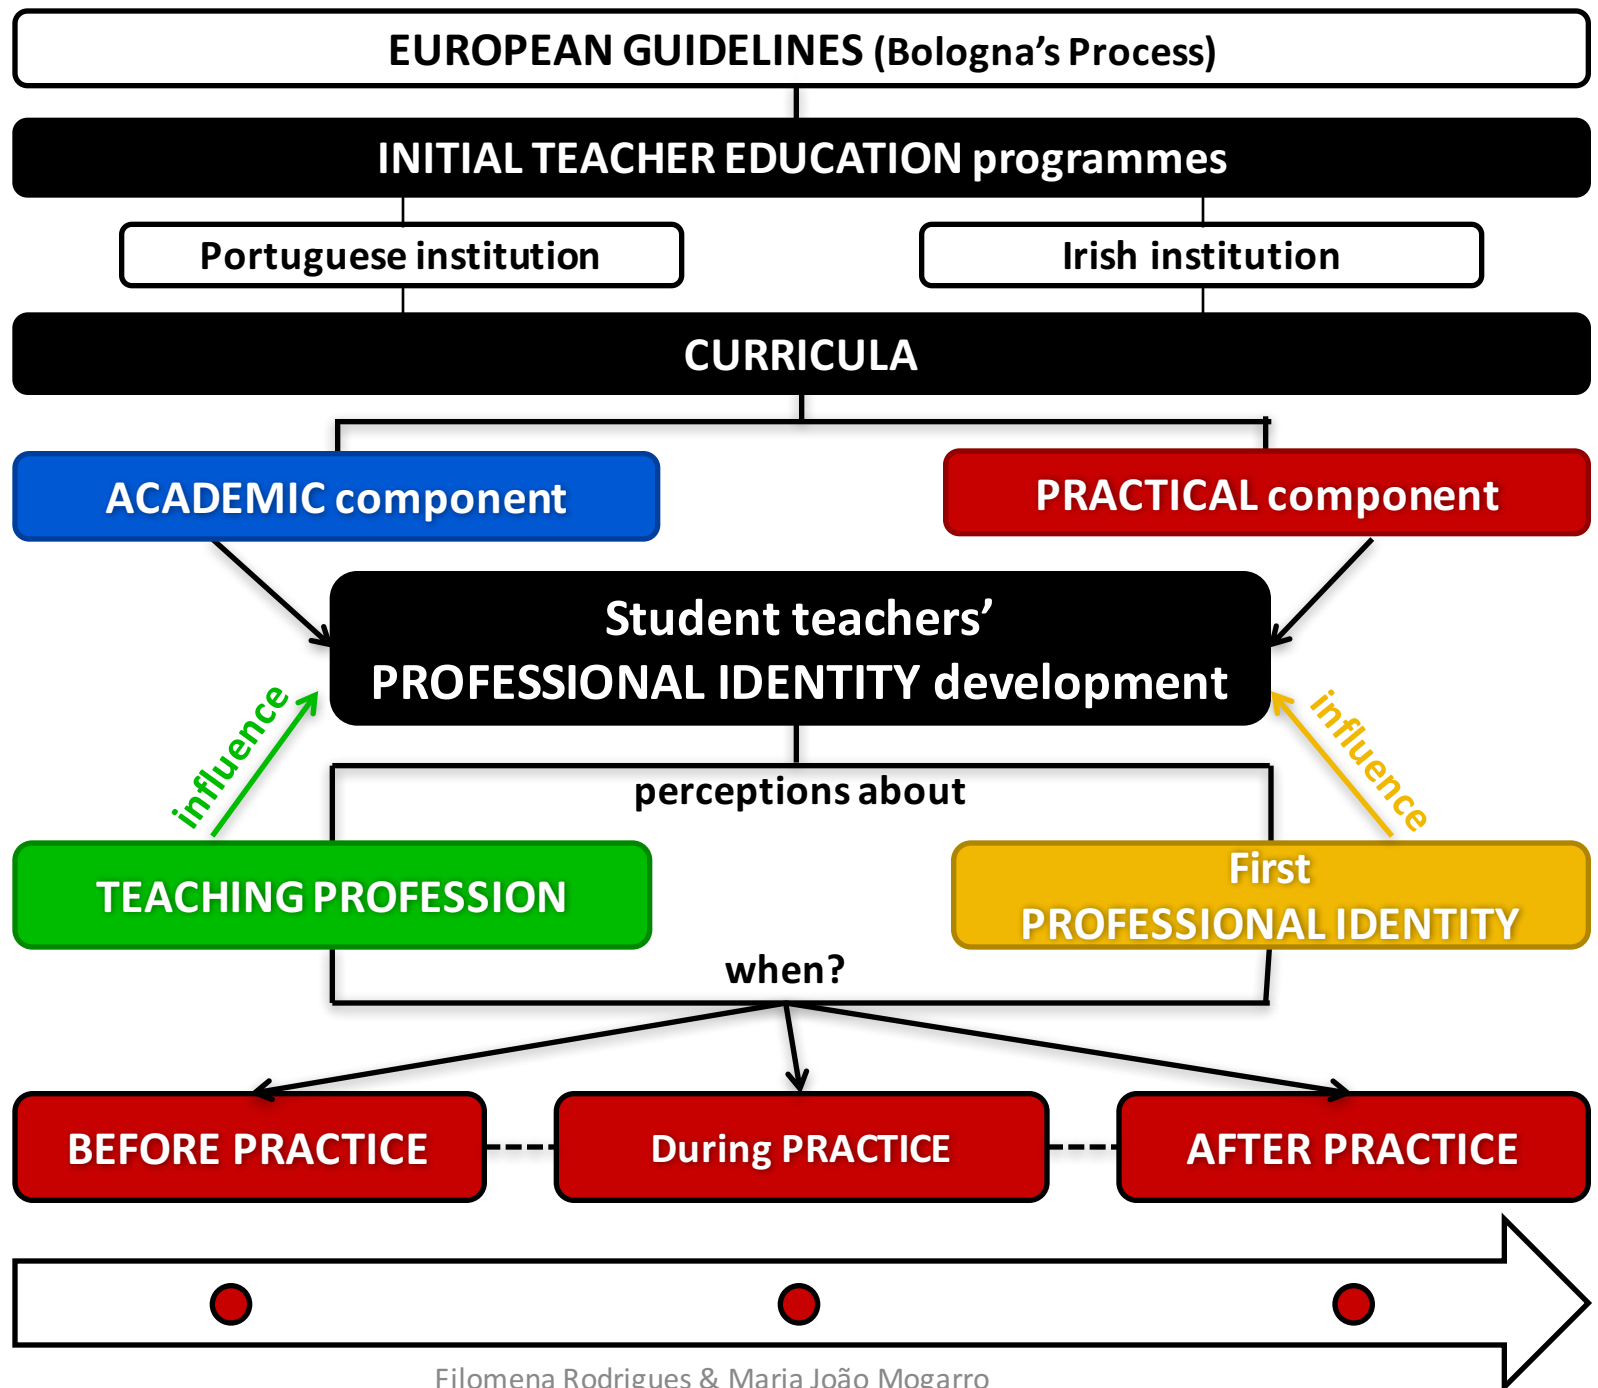 EUROPEAN GUIDELINES (Bologna’s Process)
INITIAL TEACHER EDUCATION programmes
Portuguese institution
Irish institution
CURRICULA
ACADEMIC component
PRACTICAL component
Student teachers’
PROFESSIONAL IDENTITY development
influence
influence
perceptions about
TEACHING PROFESSION
First
PROFESSIONAL IDENTITY
when?
BEFORE PRACTICE
During PRACTICE
AFTER PRACTICE
Filomena Rodrigues & Maria João Mogarro